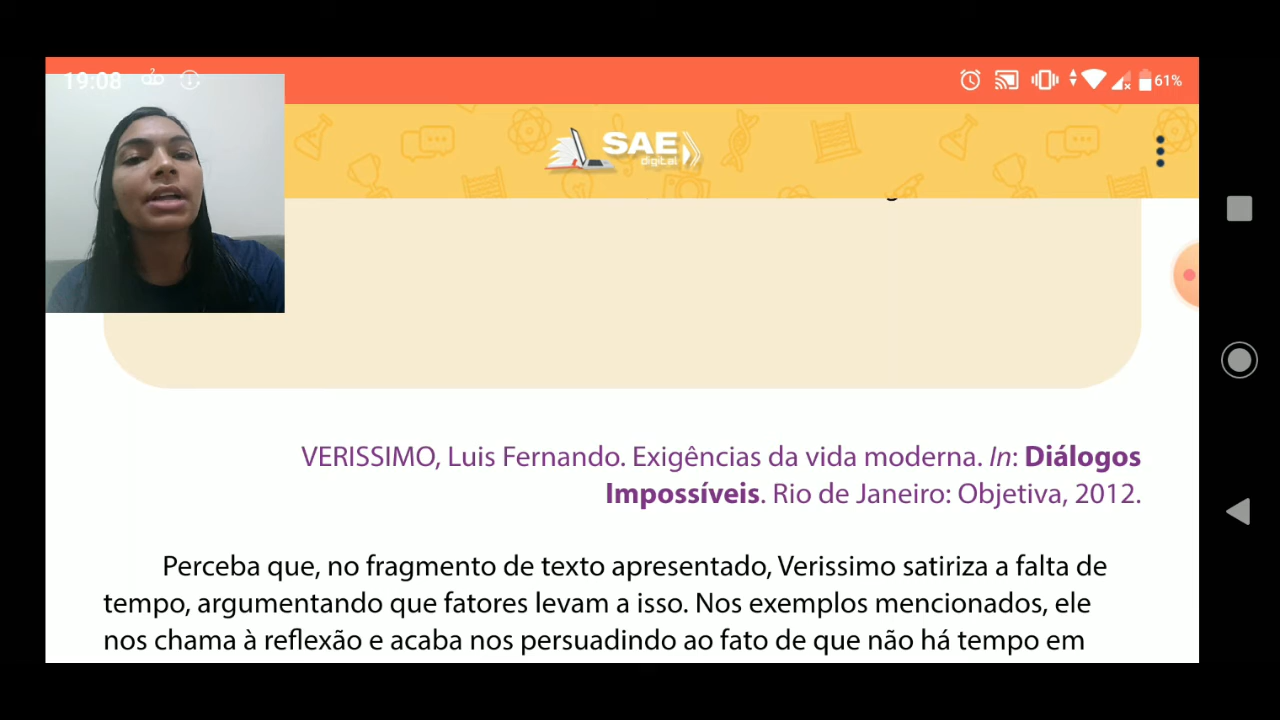 19:08
61%
SAE
digital
VERISSIMO, Luis Fernando. Exigências da vida moderna. In: Diálogos
Impossíveis. Rio de Janeiro: Objetiva, 2012.
Perceba que, no fragmento de texto apresentado, Verissimo satiriza a falta de
tempo, argumentando que fatores levam a isso. Nos exemplos mencionados, ele
nos chama à reflexão e acaba nos persuadindo ao fato de que não há tempo em